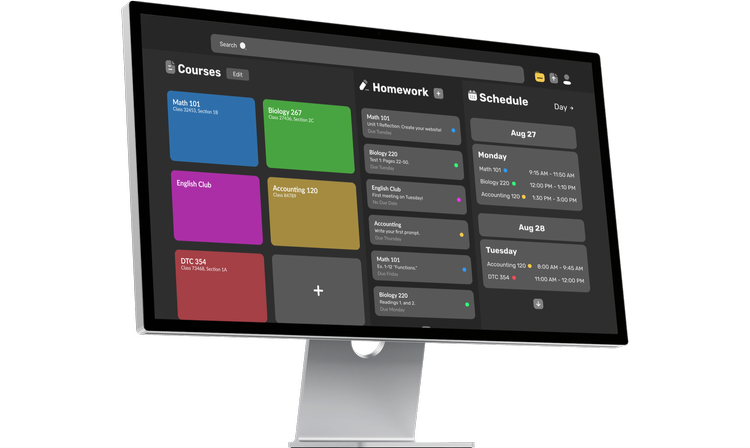 Search
Courses
Edit
Math 101
Class 32453, Section 1B
Biology 267
Class 27436, Section 2C
English Club
Accounting 120
Class 8XTRF
DTC 354
Class 73468, Section 1A
+
Homework
+
Math 101
Unit 1 Reflection: Create your website!
Due Tuesday
Biology 220
Text 1: Pages 22-50.
Due Tuesday
English Club
First meeting on Tuesday!
No Due Date
Accounting
Write your first prompt.
Due Thursday
Math 101
Ex. 1-12 "Functions."
Due Friday
Biology 220
Readings 1, and 2.
Due Monday
Schedule
Day
Aug 27
Monday
Math 101 9:15 AM - 11:50 AM
Biology 220 12:00 PM - 1:10 PM
Accounting 120 1:30 PM - 3:00 PM
Aug 28
Tuesday
Accounting 120 8:00 AM - 9:45 AM
DTC 354 11:00 AM - 12:00 PM